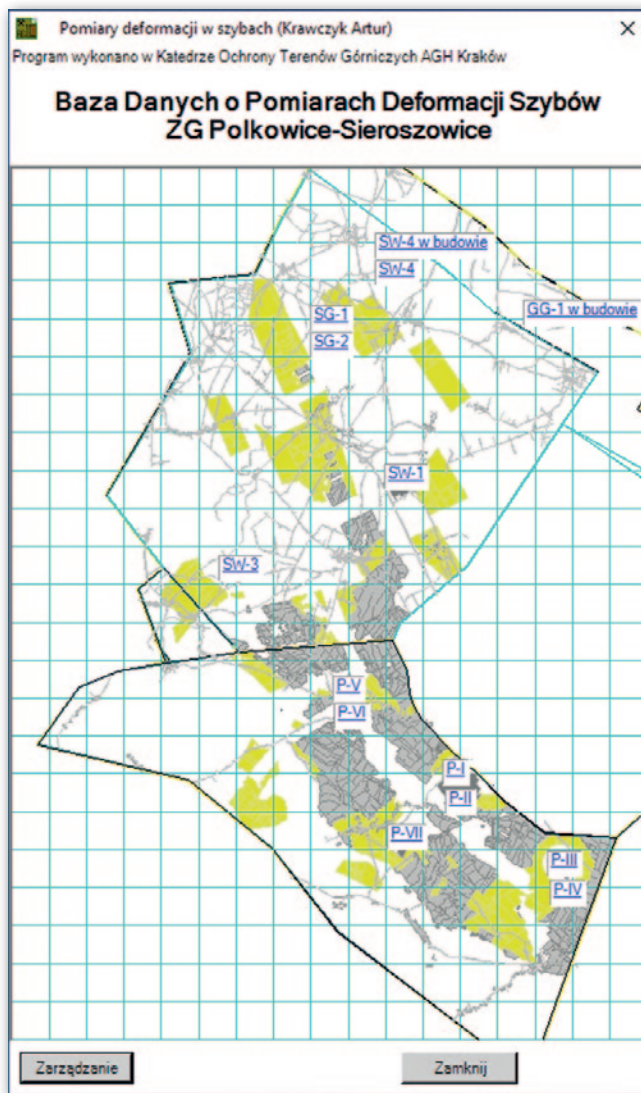 Pomiary deformacji w szybach (Krawczyk Artur)
Program wykonano w Katedrze Ochrony Terenów Górniczych AGH Kraków
Baza Danych o Pomiarach Deformacji Szybów
ZG Polkowice-Sieroszowice
SW-4 w budowie
SW-4
GG-1 w budowie
SG-1
SG-2
SW-1
SW-3
P-V
P-VI
P-I
P-II
P-VII
P-III
P-IV
Zarządzanie
Zamknij